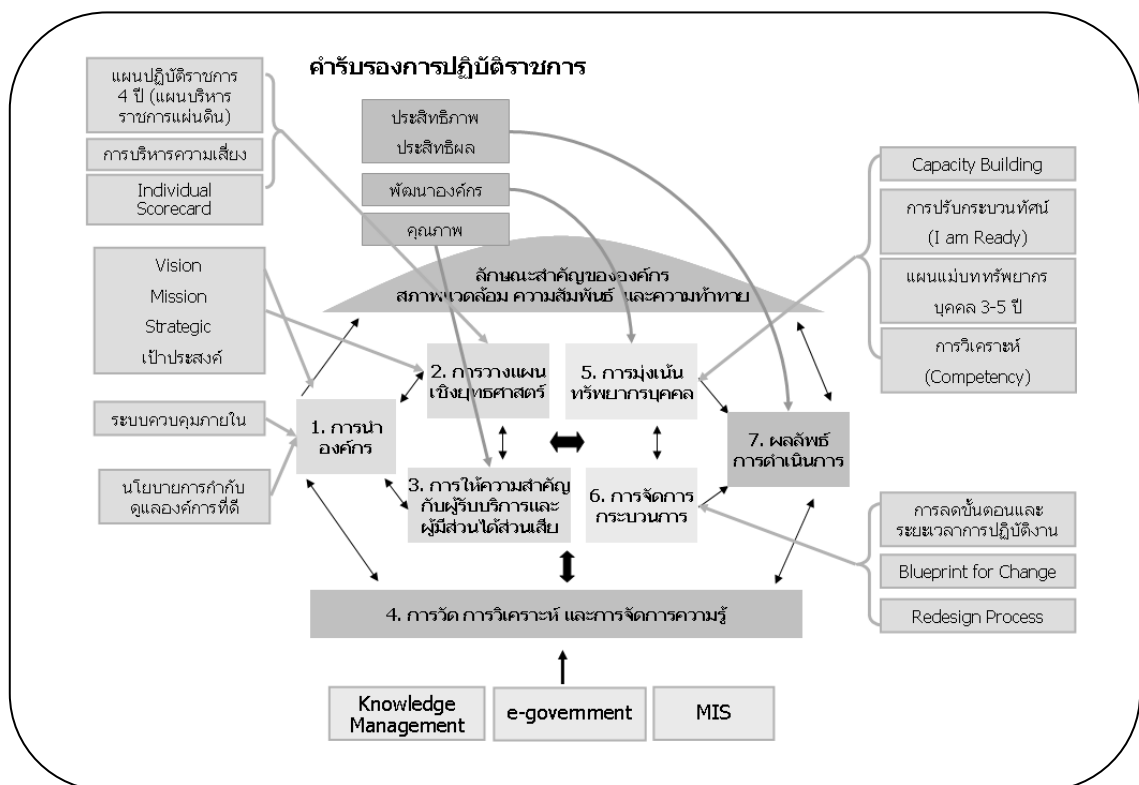 คำรับรองการปฏิบัติราชการ
แผนปฏิบัติราชการ
4 ปี (แผนบริหาร
ราชการแผ่นดิน)
การบริหารความเสี่ยง
Individual
Scorecard
ประสิทธิภาพ
ประสิทธิผล
พัฒนาองค์กร
คุณภาพ
Vision
Mission
Strategic
เป้าประสงค์
ระบบควบคุมภายใน
นโยบายการกำกับ
ดูแลองค์การที่ดี
ลักษณะสำคัญขององค์กร
สภาพแวดล้อม ความสัมพันธ์ และความท้าทาย
1. การนำ
องค์กร
2. การวางแผน
เชิงยุทธศาสตร์
3. การให้ความสำคัญ
กับผู้รับบริการและ
ผู้มีส่วนได้ส่วนเสีย
5. การมุ่งเน้น
ทรัพยากรบุคคล
6. การจัดการ
กระบวนการ
7. ผลลัพธ์
การดำเนินการ
4. การวัด การวิเคราะห์ และการจัดการความรู้
Capacity Building
การปรับกระบวนทัศน์
(I am Ready)
แผนแม่บททรัพยากร
บุคคล 3-5 ปี
การวิเคราะห์
(Competency)
การลดขั้นตอนและ
ระยะเวลาการปฏิบัติงาน
Blueprint for Change
Redesign Process
Knowledge
Management
e-government
MIS